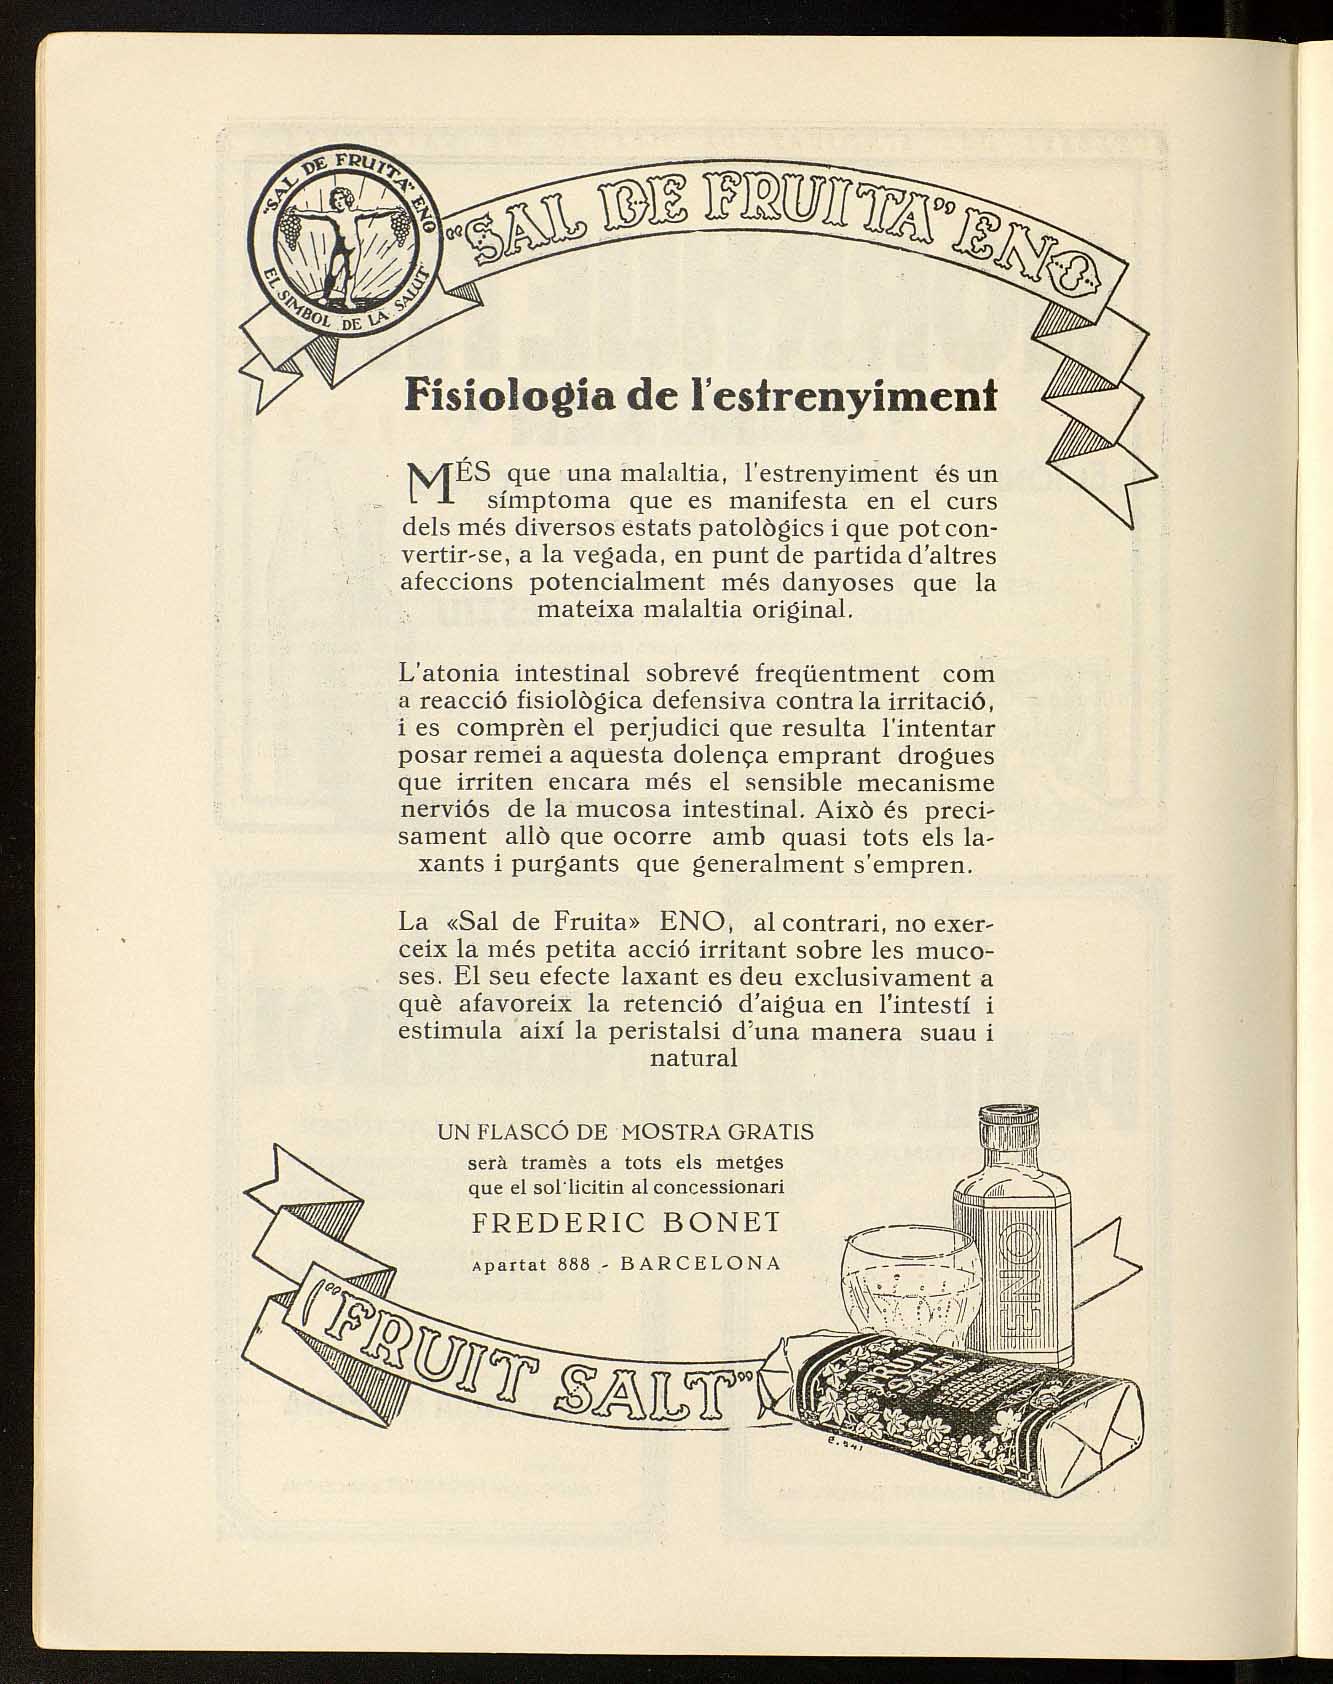 "SAL DE FRUITA" ENO
EL SÍMBOL DE LA SALUT
"SAL DE FRUITA" ENO
Fisiologia de l'estrenyiment
MÉS que una malaltia, l'estrenyiment és un
símptoma que es manifesta en el curs
dels més diversos estats patològics i que pot con-
vertir-se, a la vegada, en punt de partida d'altres
afeccions potencialment més danyoses que la
mateixa malaltia original.
L'atonia intestinal sobrevé freqüentment com
a reacció fisiològica defensiva contra la irritació,
i es comprèn el perjudici que resulta l'intentar
posar remei a aquesta dolença emprant drogues
que irriten encara més el sensible mecanisme
nerviós de la mucosa intestinal. Això és preci-
sament allò que ocorre amb quasi tots els la-
xants i purgants que generalment s'empren.
La «Sal de Fruita» ENO, al contrari, no exer-
ceix la més petita acció irritant sobre les muco-
ses. El seu efecte laxant es deu exclusivament a
què afavoreix la retenció d'aigua en l'intestí i
estimula així la peristalsi d'una manera suau i
natural
UN FLASCÓ DE MOSTRA GRATIS
serà tramès a tots els metges
que el sol·licitin al concessionari
FREDERIC BONET
Apartat 888 - BARCELONA
ENO
"FRUIT SALT"
FRUIT
SALT